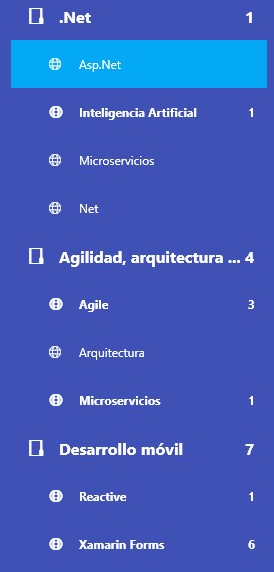 .Net 1
Asp.Net
Inteligencia Artificial 1
Microservicios
Net
Agilidad, arquitectura ... 4
Agile 3
Arquitectura
Microservicios 1
Desarrollo móvil 7
Reactive 1
Xamarin Forms 6